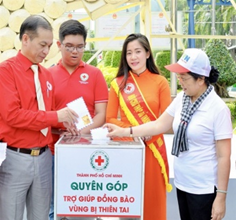 THÀNH PHỐ HỒ CHÍ MINH
QUYÊN GÓP
TRỢ GIÚP ĐỒNG BÀO
VÙNG BỊ THIÊN TAI